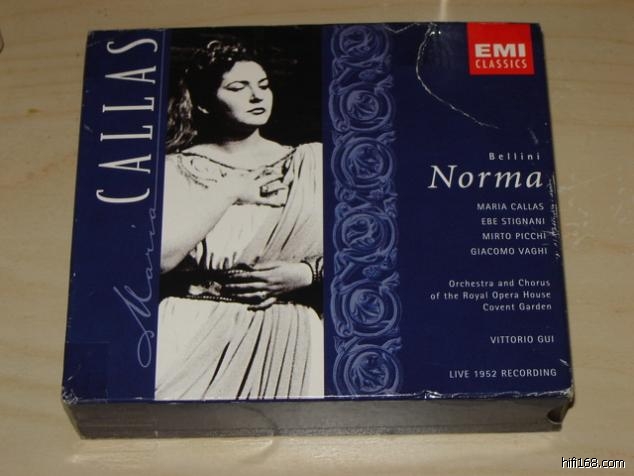 Maria
CALLAS
EMI
CLASSICS
Bellini
Norma
MARIA CALLAS
EBE STIGNANI
MIRTO PICCHI
GIACOMO VAGHI
Orchestra and Chorus
of the Royal Opera House
Covent Garden
VITTORIO GUI
LIVE 1952 RECORDING
hifi168.com